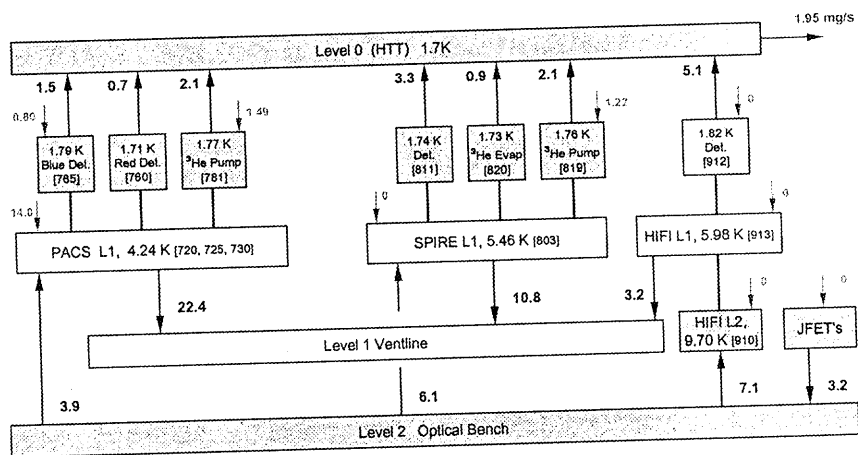 Level 0 (HTT) 1.7K
1.95 mg/s
1.5
0.7
2.1
3.3
0.9
2.1
5.1
0.80
1.49
1.22
0
1.79 K
Blue Det.
[765]
1.71 K
Red Det.
[760]
1.77 K
³He Pump
[781]
1.74 K
Det.
[811]
1.73 K
³He Evap
[820]
1.76 K
³He Pump
[819]
1.82 K
Det.
[912]
14.0
0
0
PACS L1, 4.24 K [720, 725, 730]
SPIRE L1, 5.46 K [803]
HIFI L1, 5.98 K [913]
22.4
10.8
3.2
0
0
Level 1 Ventline
HIFI L2,
9.70 K [910]
JFET's
3.9
6.1
7.1
3.2
Level 2 Optical Bench